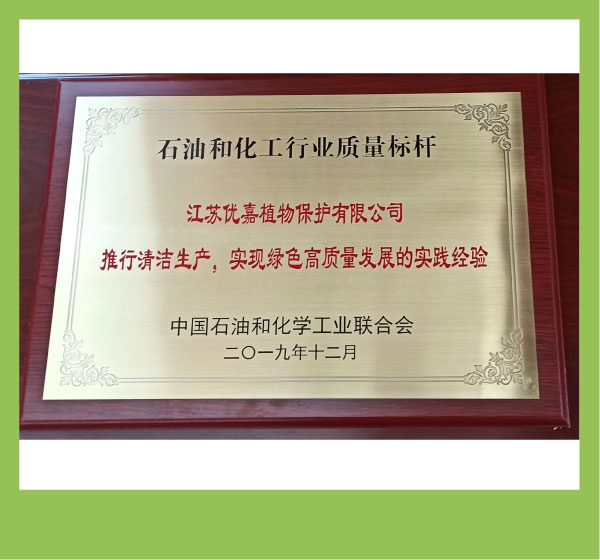 石油和化工行业质量标杆
江苏优嘉植物保护有限公司
推行清洁生产，实现绿色高质量发展的实践经验
中国石油和化学工业联合会
二〇一九年十二月